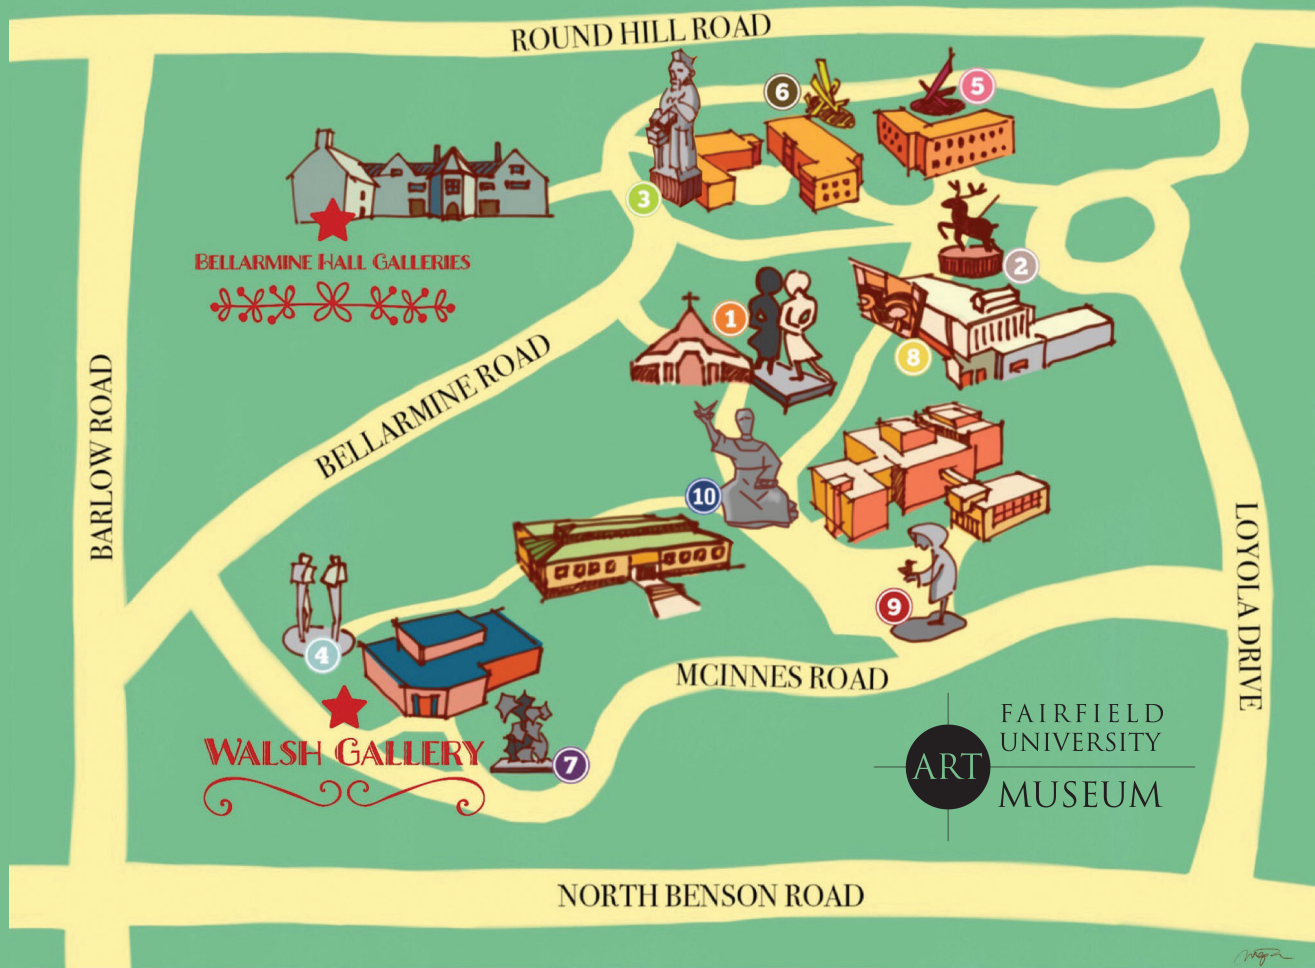 ROUND HILL ROAD
6
5
3
BELLARMINE HALL GALLERIES
2
1
8
BARLOW ROAD
BELLARMINE ROAD
10
LOYOLA DRIVE
9
4
MCINNES ROAD
WALSH GALLERY
7
ART
FAIRFIELD
UNIVERSITY
MUSEUM
NORTH BENSON ROAD